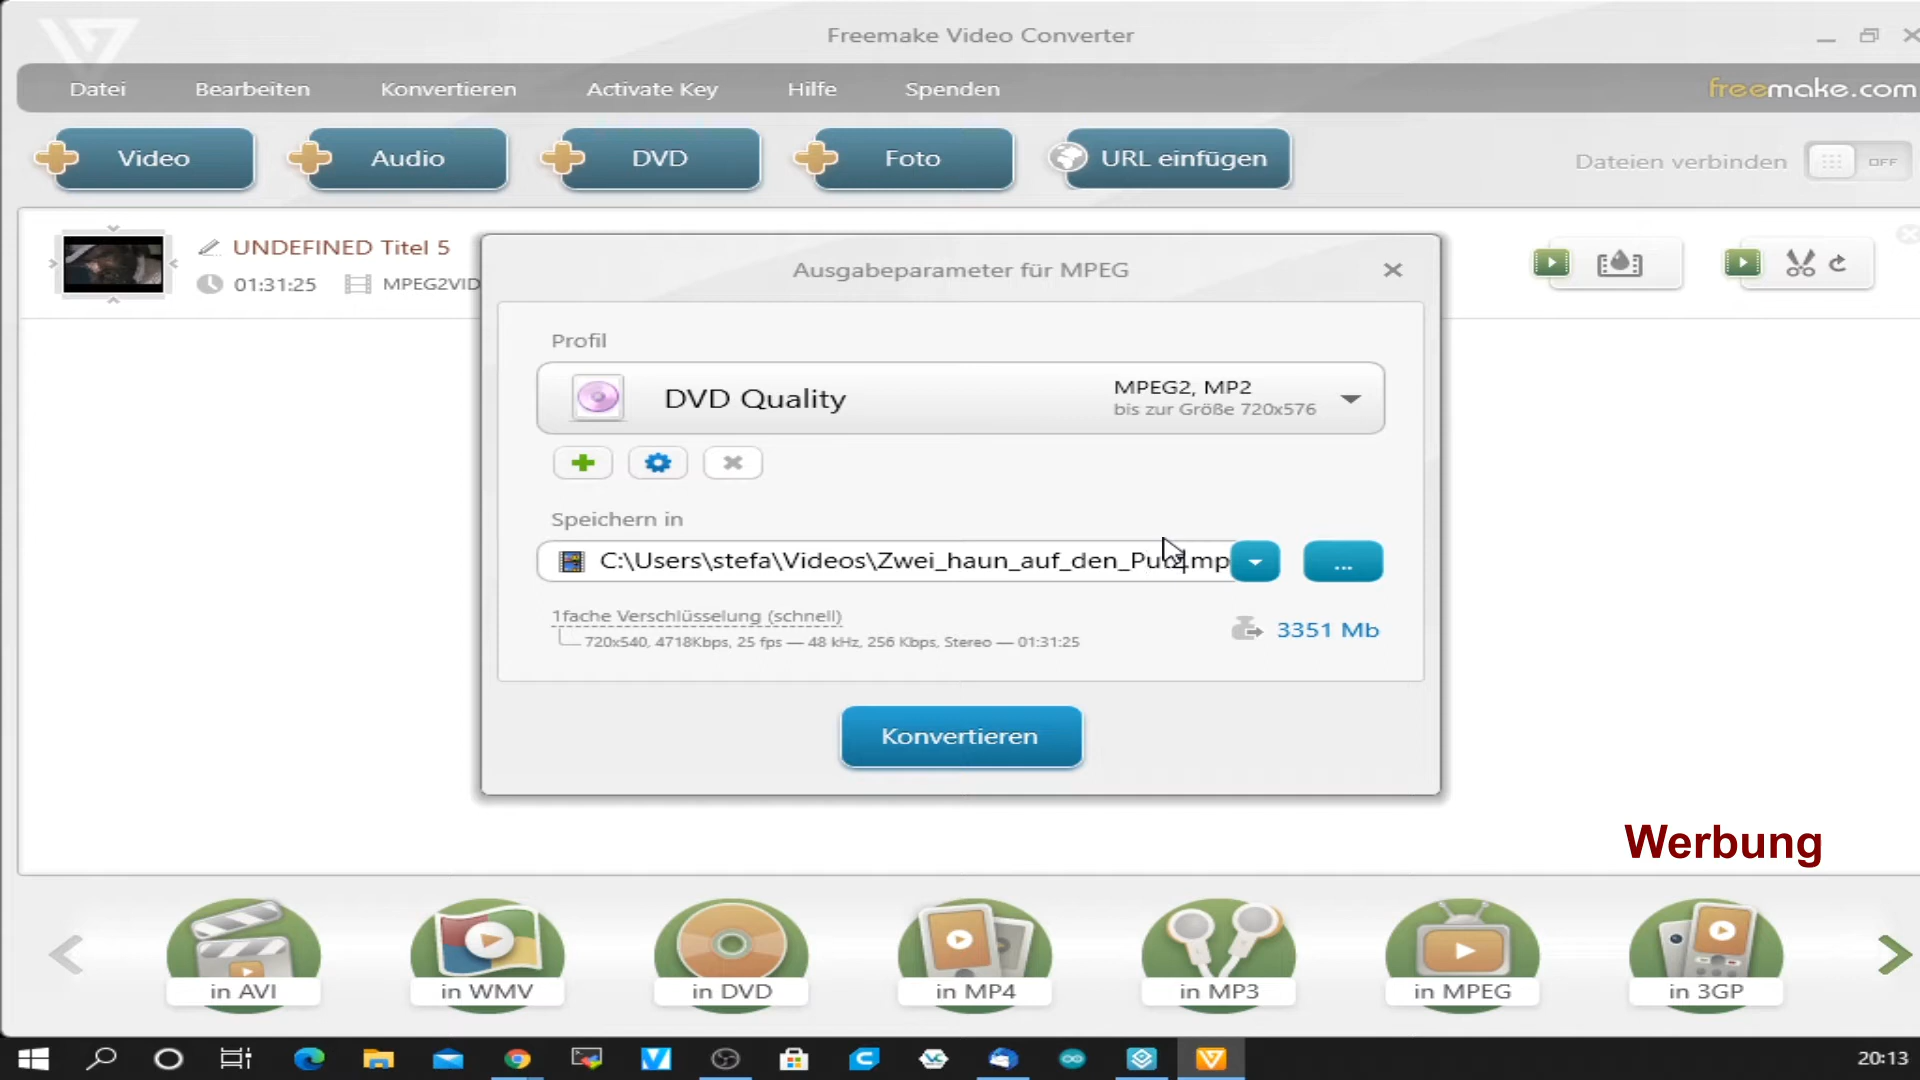 Freemake Video Converter
Datei Bearbeiten Konvertieren Activate Key Hilfe Spenden freemake.com
Video Audio DVD Foto URL einfügen Dateien verbinden OFF
UNDEFINED Titel 5
01:31:25 MPEG2VID
Ausgabeparameter für MPEG
Profil
DVD Quality
MPEG2, MP2
bis zur Größe 720x576
Speichern in
C:\Users\stefa\Videos\Zwei_haun_auf_den_Putz.mp
...
1fache Verschlüsselung (schnell)
720x540, 4718Kbps, 25 fps — 48 kHz, 256 Kbps, Stereo — 01:31:25
3351 Mb
Konvertieren
Werbung
in AVI in WMV in DVD in MP4 in MP3 in MPEG in 3GP
20:13